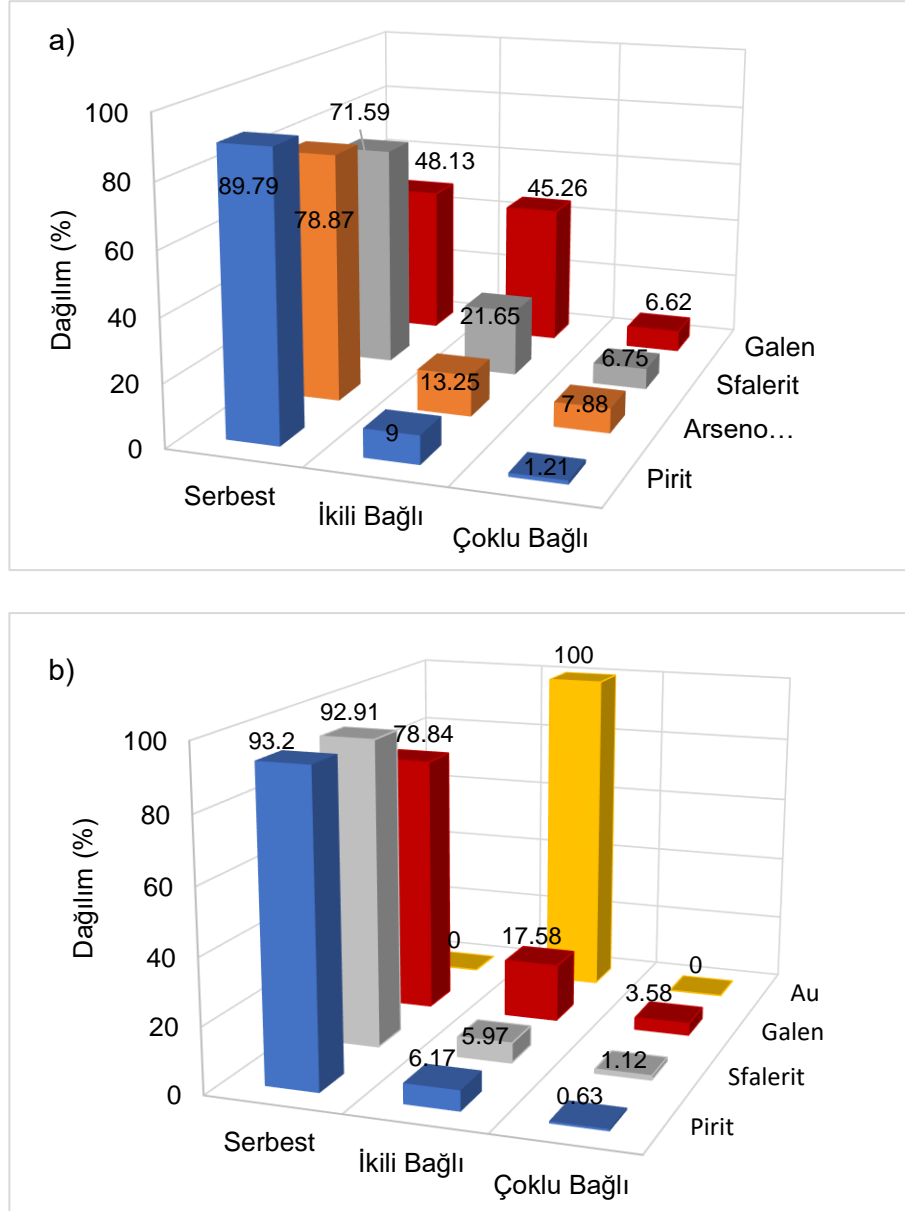 a)
Dağılım (%)
100
80
60
40
20
0
89.79
78.87
71.59
48.13
9
13.25
21.65
45.26
1.21
7.88
6.75
6.62
Serbest
İkili Bağlı
Çoklu Bağlı
Galen
Sfalerit
Arseno…
Pirit
b)
Dağılım (%)
100
80
60
40
20
0
93.2
92.91
78.84
0
6.17
5.97
17.58
100
0.63
1.12
3.58
0
Serbest
İkili Bağlı
Çoklu Bağlı
Au
Galen
Sfalerit
Pirit